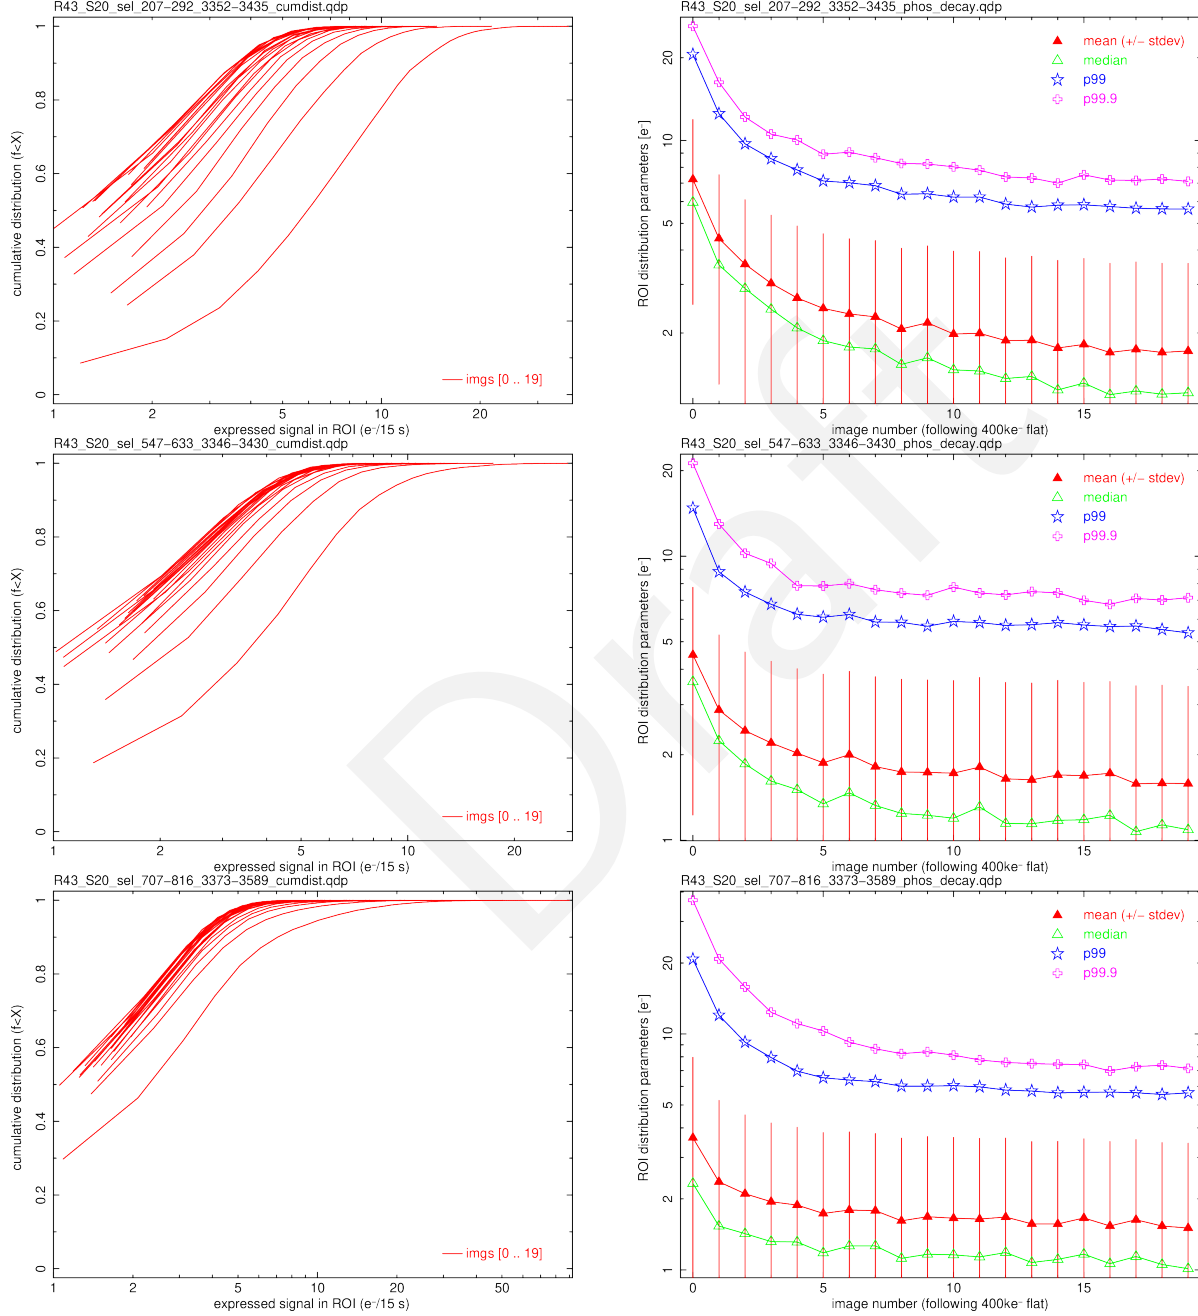 R43_S20_sel_207−292_3352−3435_cumdist.qdp
cumulative distribution (f<X)
0
0.2
0.4
0.6
0.8
1
1
2
5
10
20
imgs [0 .. 19]
expressed signal in ROI (e−/15 s)
R43_S20_sel_207−292_3352−3435_phos_decay.qdp
ROI distribution parameters [e−]
2
5
10
20
0
5
10
15
mean (+/− stdev)
median
p99
p99.9
image number (following 400ke− flat)
R43_S20_sel_547−633_3346−3430_cumdist.qdp
cumulative distribution (f<X)
0
0.2
0.4
0.6
0.8
1
1
2
5
10
20
imgs [0 .. 19]
expressed signal in ROI (e−/15 s)
R43_S20_sel_547−633_3346−3430_phos_decay.qdp
ROI distribution parameters [e−]
1
2
5
10
20
0
5
10
15
mean (+/− stdev)
median
p99
p99.9
image number (following 400ke− flat)
R43_S20_sel_707−816_3373−3589_cumdist.qdp
cumulative distribution (f<X)
0
0.2
0.4
0.6
0.8
1
1
2
5
10
20
50
imgs [0 .. 19]
expressed signal in ROI (e−/15 s)
R43_S20_sel_707−816_3373−3589_phos_decay.qdp
ROI distribution parameters [e−]
1
2
5
10
20
0
5
10
15
mean (+/− stdev)
median
p99
p99.9
image number (following 400ke− flat)
Draft